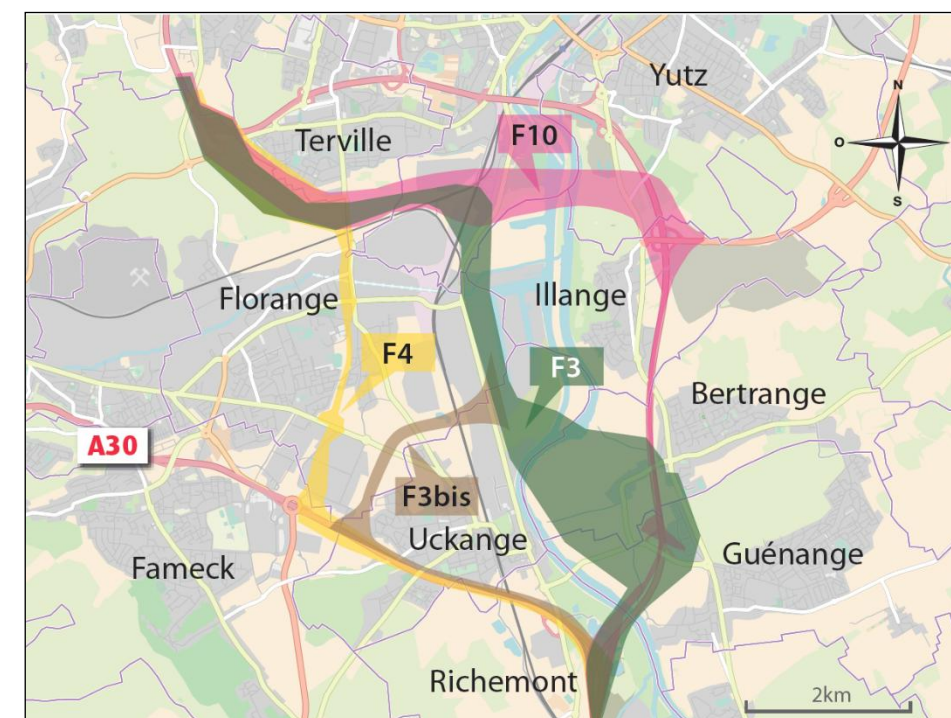 Yutz
N
F10
Terville
O
S
Florange
Illange
F4
F3
Bertrange
A30
F3bis
Uckange
Fameck
Guénange
Richemont
2km